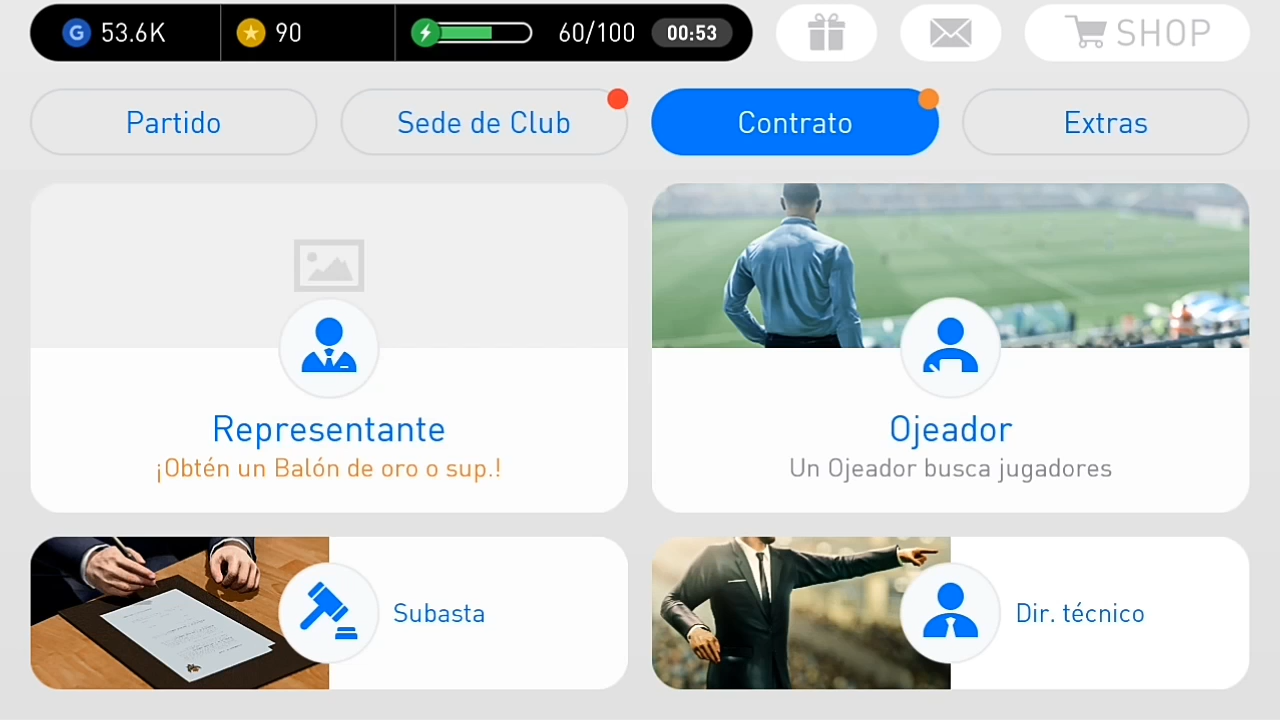 G 53.6K
90
60/100
00:53
SHOP
Partido
Sede de Club
Contrato
Extras
Representante
¡Obtén un Balón de oro o sup.!
Ojeador
Un Ojeador busca jugadores
Subasta
Dir. técnico